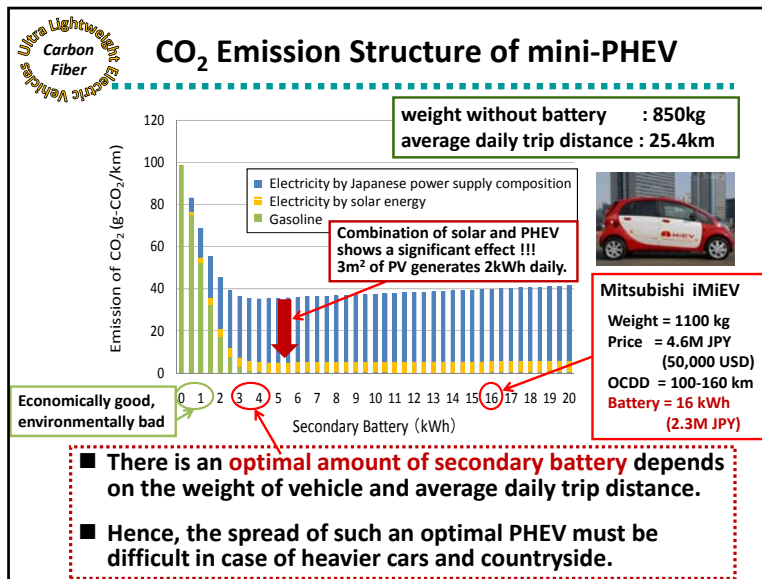 Ultra Lightweight Electric Vehicles
Carbon
Fiber
CO₂ Emission Structure of mini-PHEV
weight without battery : 850kg
average daily trip distance : 25.4km
Emission of CO₂ (g-CO₂/km)
120
100
80
60
40
20
0
Electricity by Japanese power supply composition
Electricity by solar energy
Gasoline
Combination of solar and PHEV
shows a significant effect !!!
3m² of PV generates 2kWh daily.
MiEV
Mitsubishi iMiEV
Weight = 1100 kg
Price = 4.6M JPY
(50,000 USD)
OCDD = 100-160 km
Battery = 16 kWh
(2.3M JPY)
0 1 2 3 4 5 6 7 8 9 10 11 12 13 14 15 16 17 18 19 20
Secondary Battery (kWh)
Economically good,
environmentally bad
■ There is an optimal amount of secondary battery depends
on the weight of vehicle and average daily trip distance.
■ Hence, the spread of such an optimal PHEV must be
difficult in case of heavier cars and countryside.